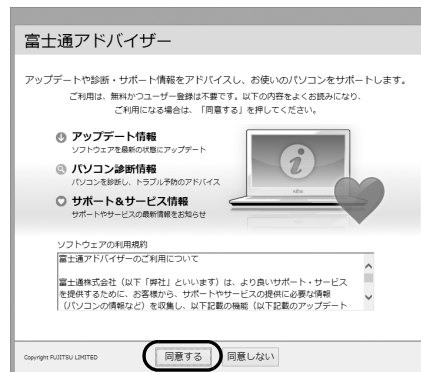 富士通アドバイザー
アップデートや診断・サポート情報をアドバイスし、お使いのパソコンをサポートします。
ご利用は、無料かつユーザー登録は不要です。以下の内容をよくお読みになり、
ご利用になる場合は、「同意する」を押してください。
アップデート情報
ソフトウェアを最新の状態にアップデート
パソコン診断情報
パソコンを診断し、トラブル予防のアドバイス
サポート＆サービス情報
サポートやサービスの最新情報をお知らせ
ソフトウェアの利用規約
富士通アドバイザーのご利用について
富士通株式会社（以下「弊社」といいます）は、より良いサポート・サービス
を提供するために、お客様から、サポートやサービスの提供に必要な情報
（パソコンの情報など）を収集し、以下記載の機能（以下記載のアップデート
Copyright FUJITSU LIMITED
同意する
同意しない